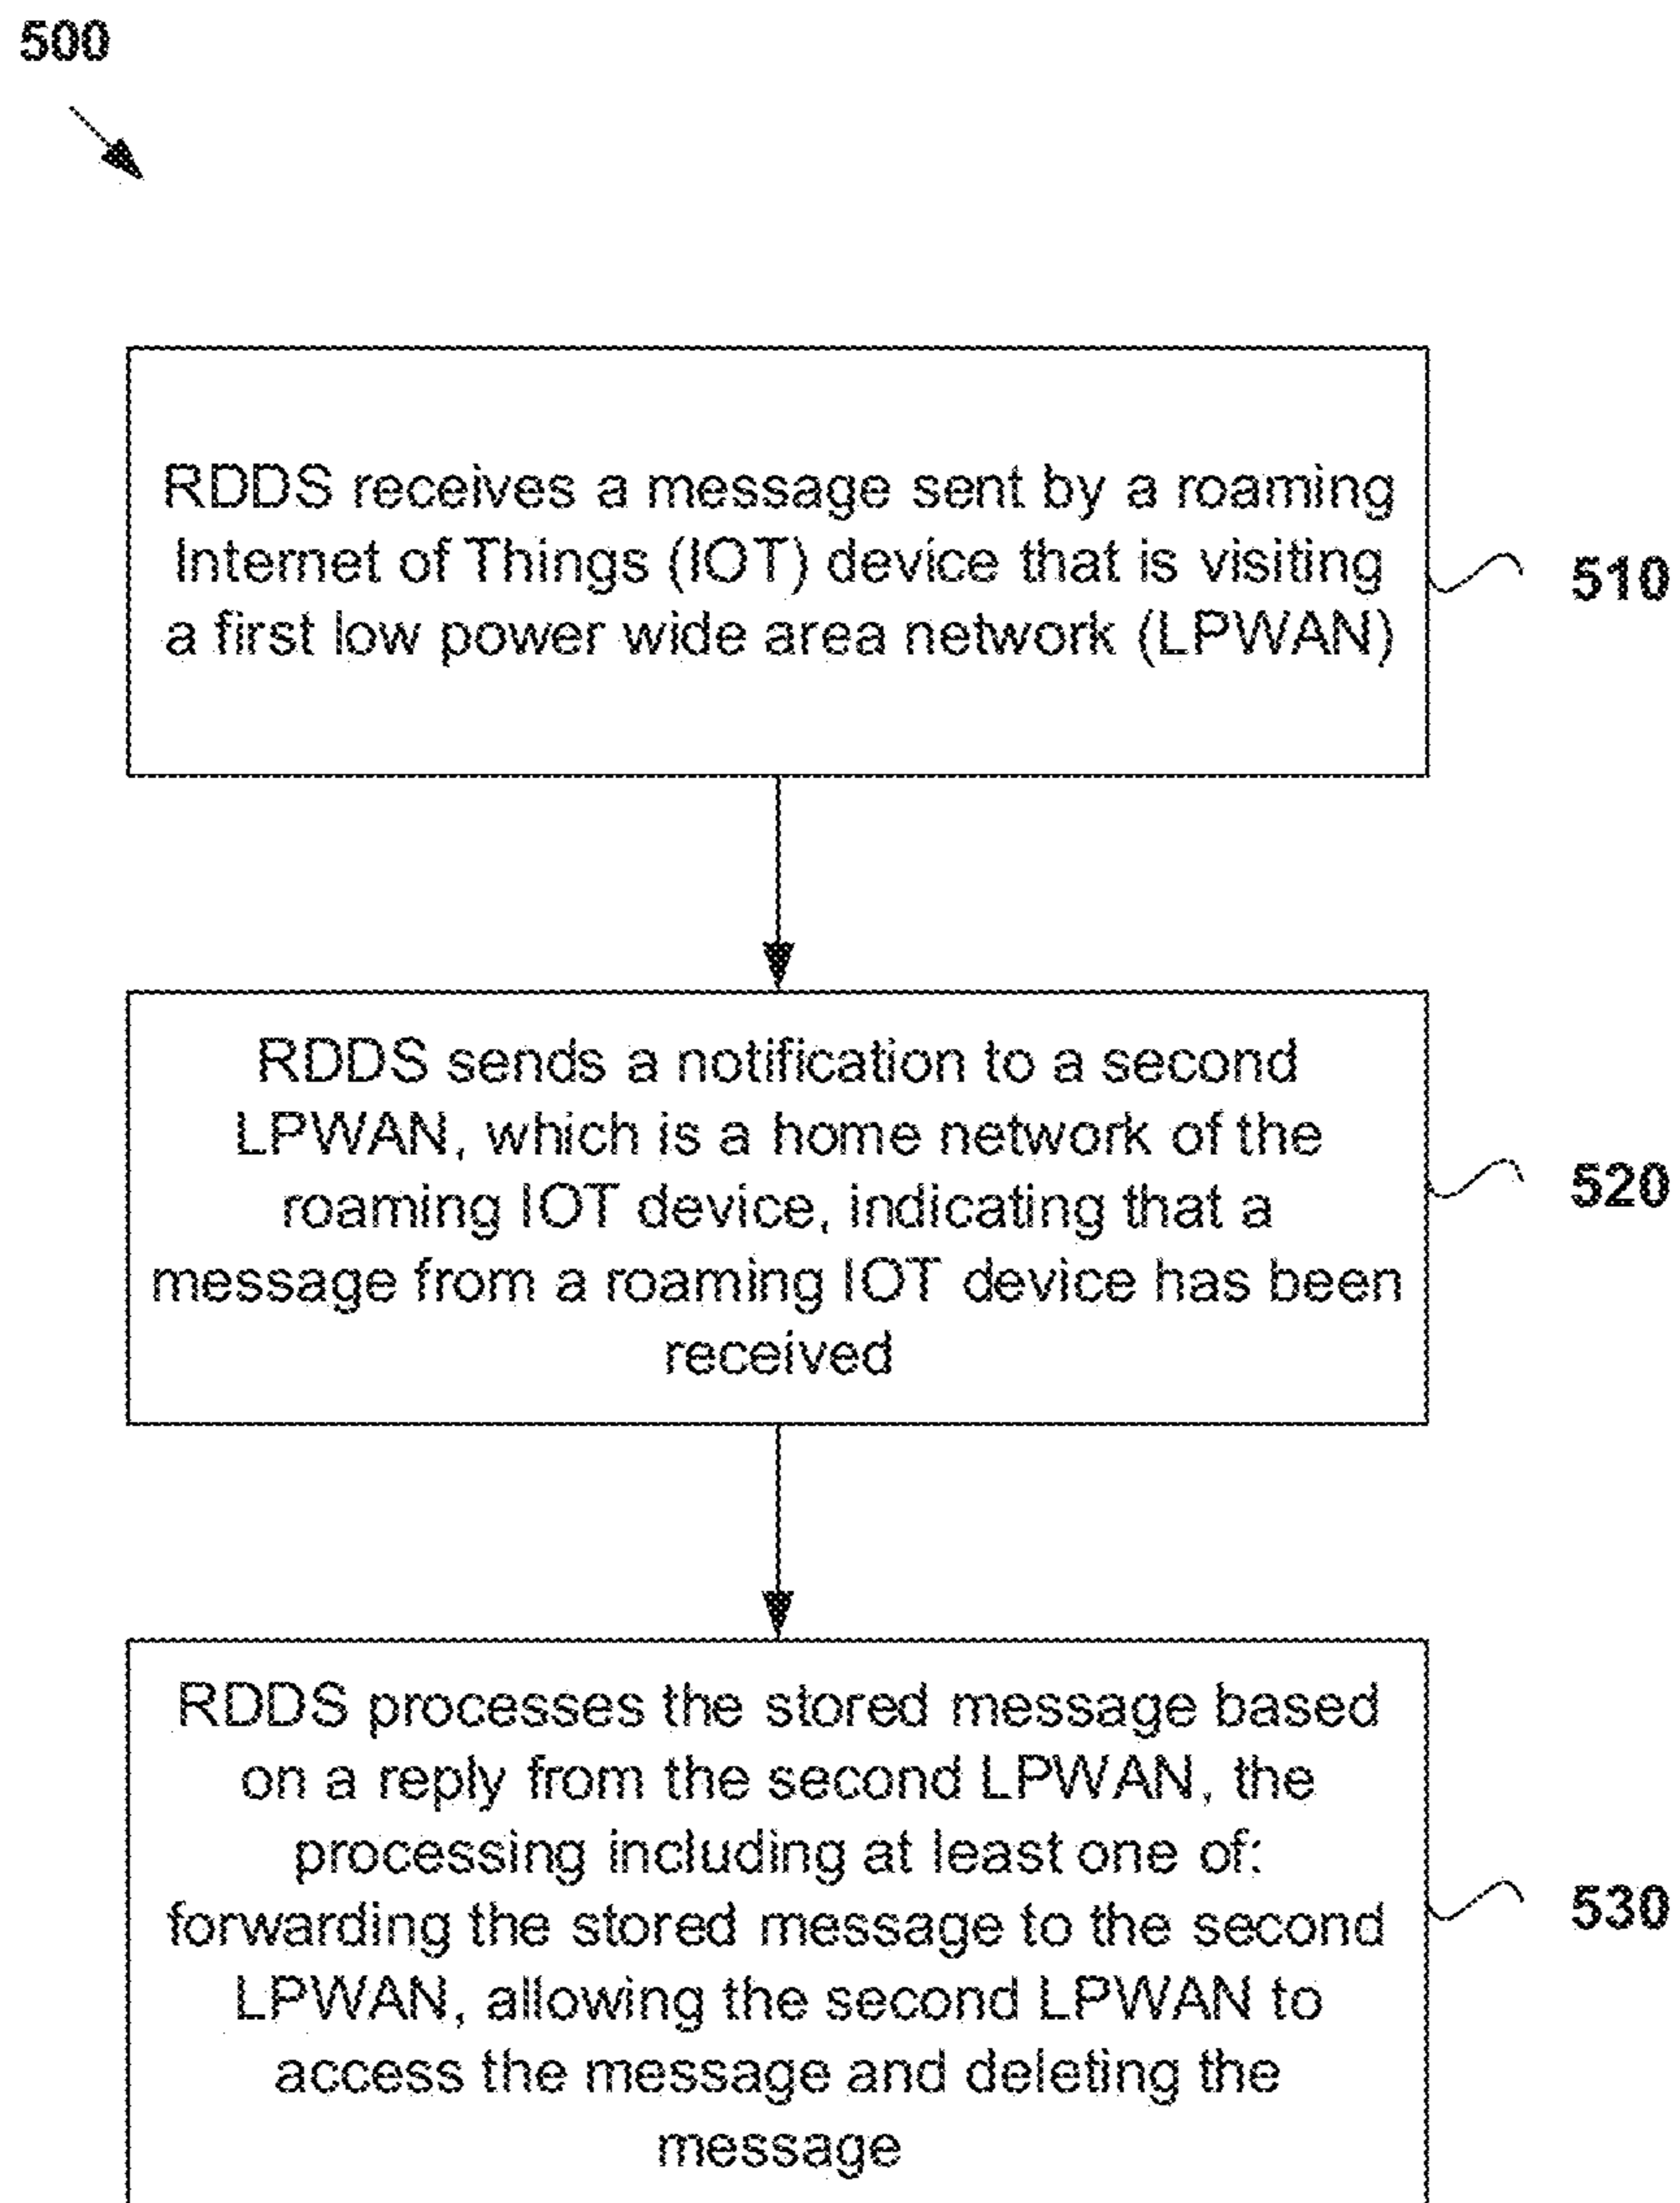 500
RDDS receives a message sent by a roaming
Internet of Things (IOT) device that is visiting
a first low power wide area network (LPWAN)
510
RDDS sends a notification to a second
LPWAN, which is a home network of the
roaming IOT device, indicating that a
message from a roaming IOT device has been
received
520
RDDS processes the stored message based
on a reply from the second LPWAN, the
processing including at least one of:
forwarding the stored message to the second
LPWAN, allowing the second LPWAN to
access the message and deleting the
message
530